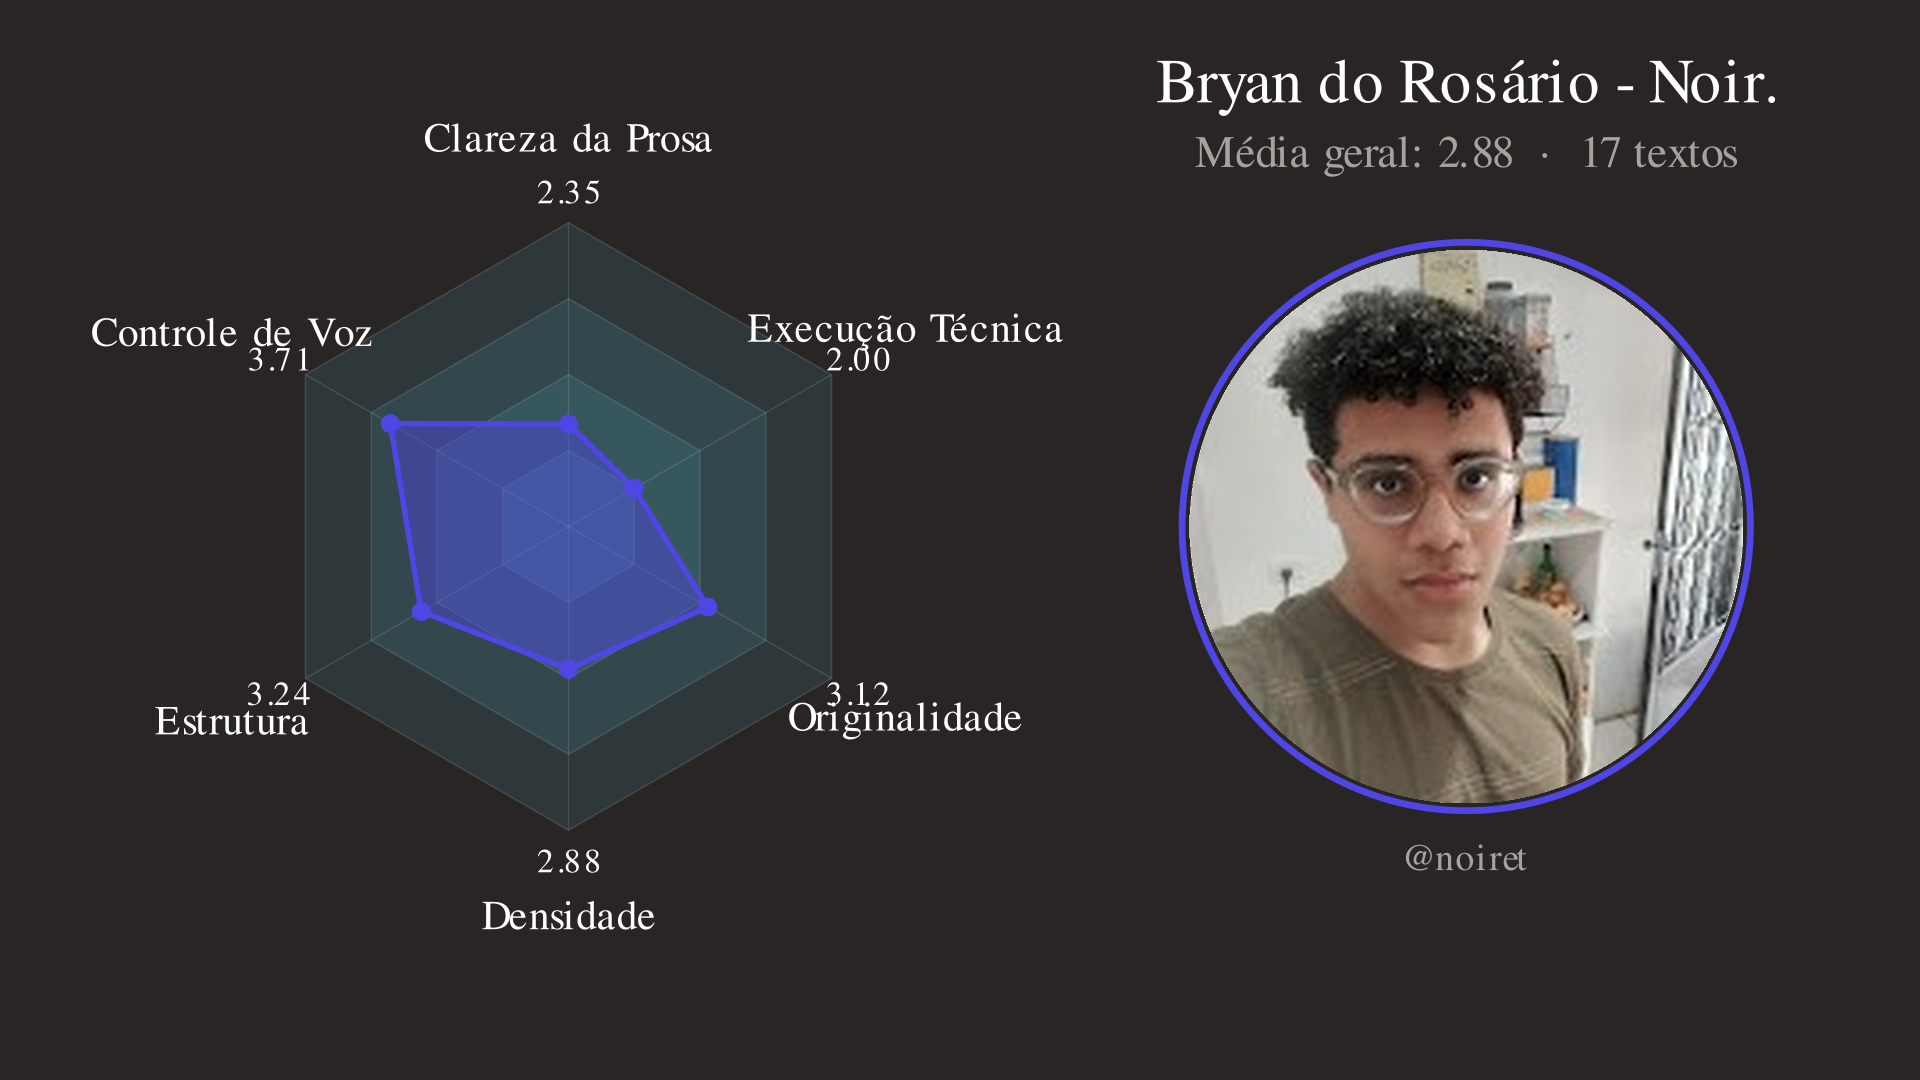 Bryan do Rosário - Noir.
Média geral: 2.88 · 17 textos
Clareza da Prosa
2.35
Controle de Voz
3.71
Execução Técnica
2.00
3.24
Estrutura
3.12
Originalidade
2.88
Densidade
@noiret